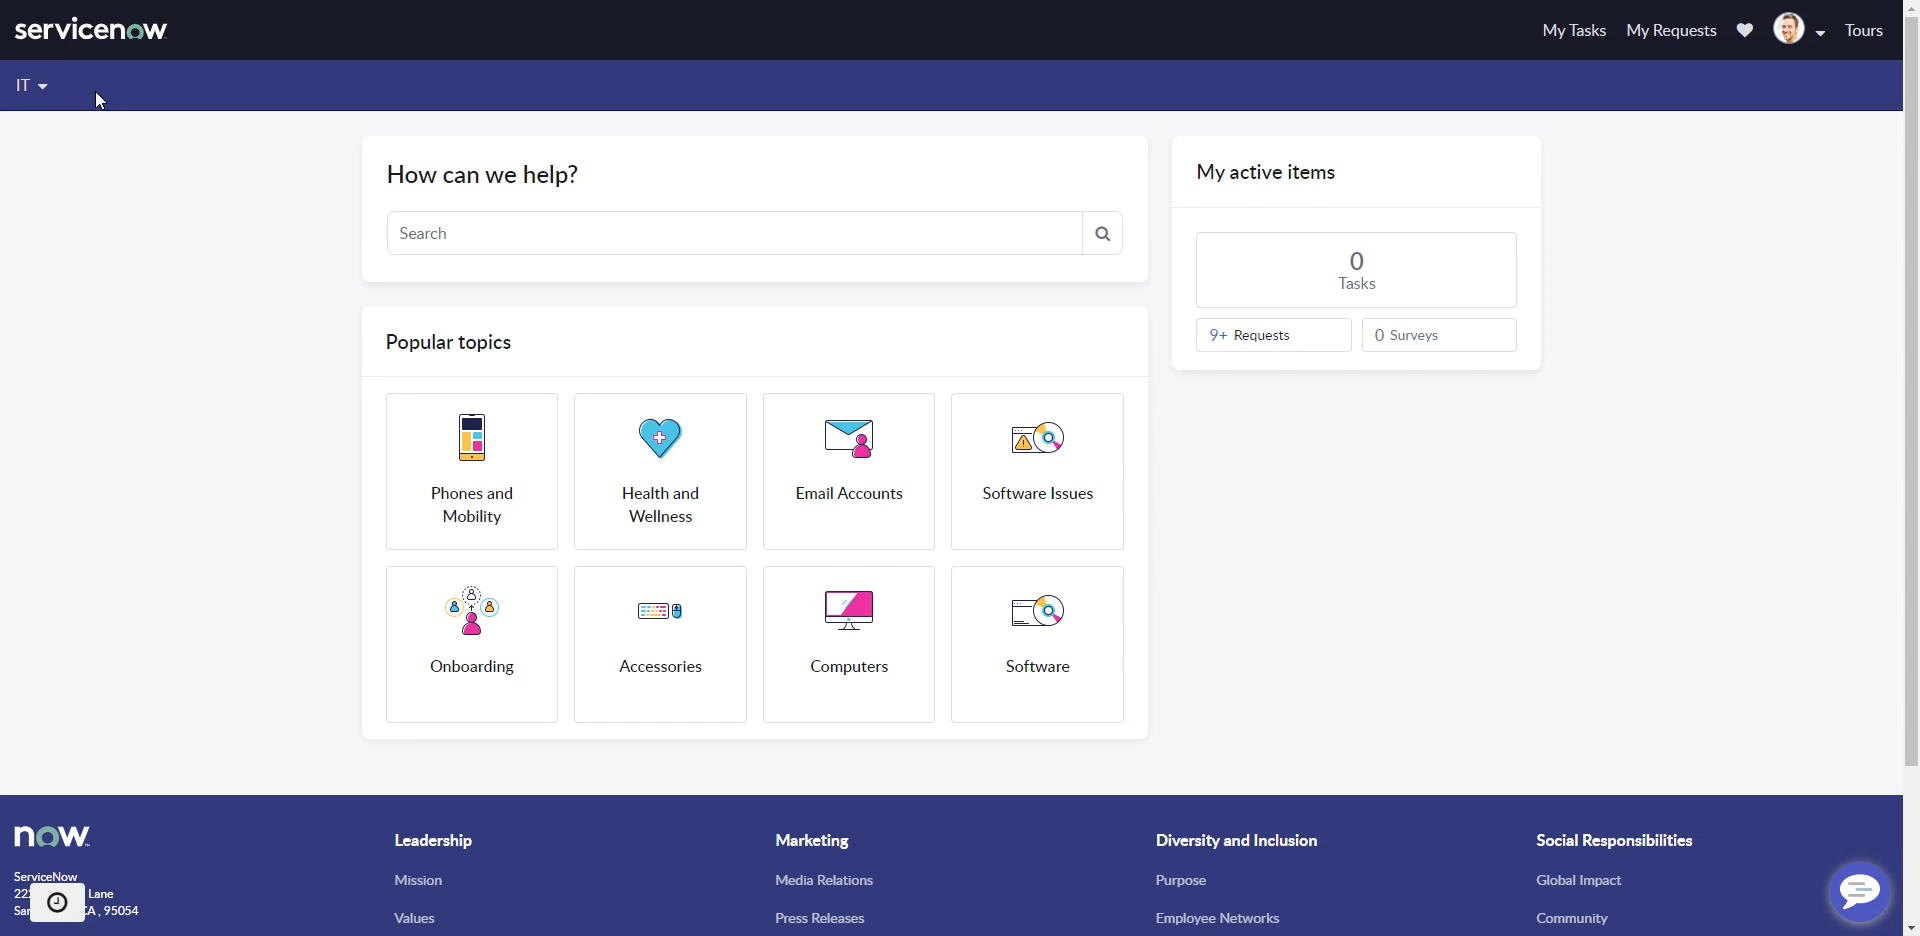 servicenow
My Tasks
My Requests
Tours
IT
How can we help?
Search
My active items
0
Tasks
9+ Requests
0 Surveys
Popular topics
Phones and
Mobility
Health and
Wellness
Email Accounts
Software Issues
Onboarding
Accessories
Computers
Software
now
ServiceNow
Lane
CA, 95054
Leadership
Mission
Values
Marketing
Media Relations
Press Releases
Diversity and Inclusion
Purpose
Employee Networks
Social Responsibilities
Global Impact
Community